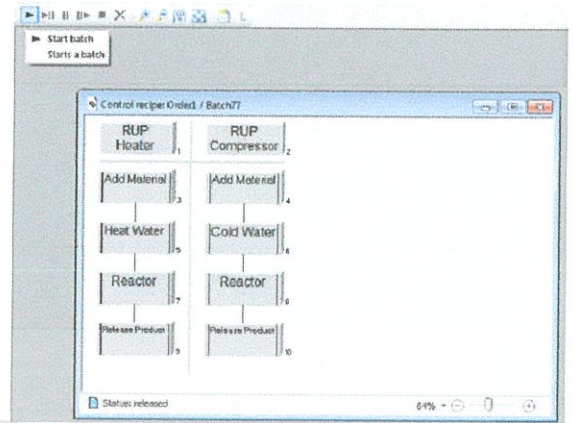 Start batch
Starts a batch
Control recipe: Order1 / Batch77
RUP
Heater
1
RUP
Compressor
2
Add Material
3
Add Material
4
Heat Water
5
Cold Water
6
Reactor
7
Reactor
8
Release Product
9
Release Product
10
Status: released
64%